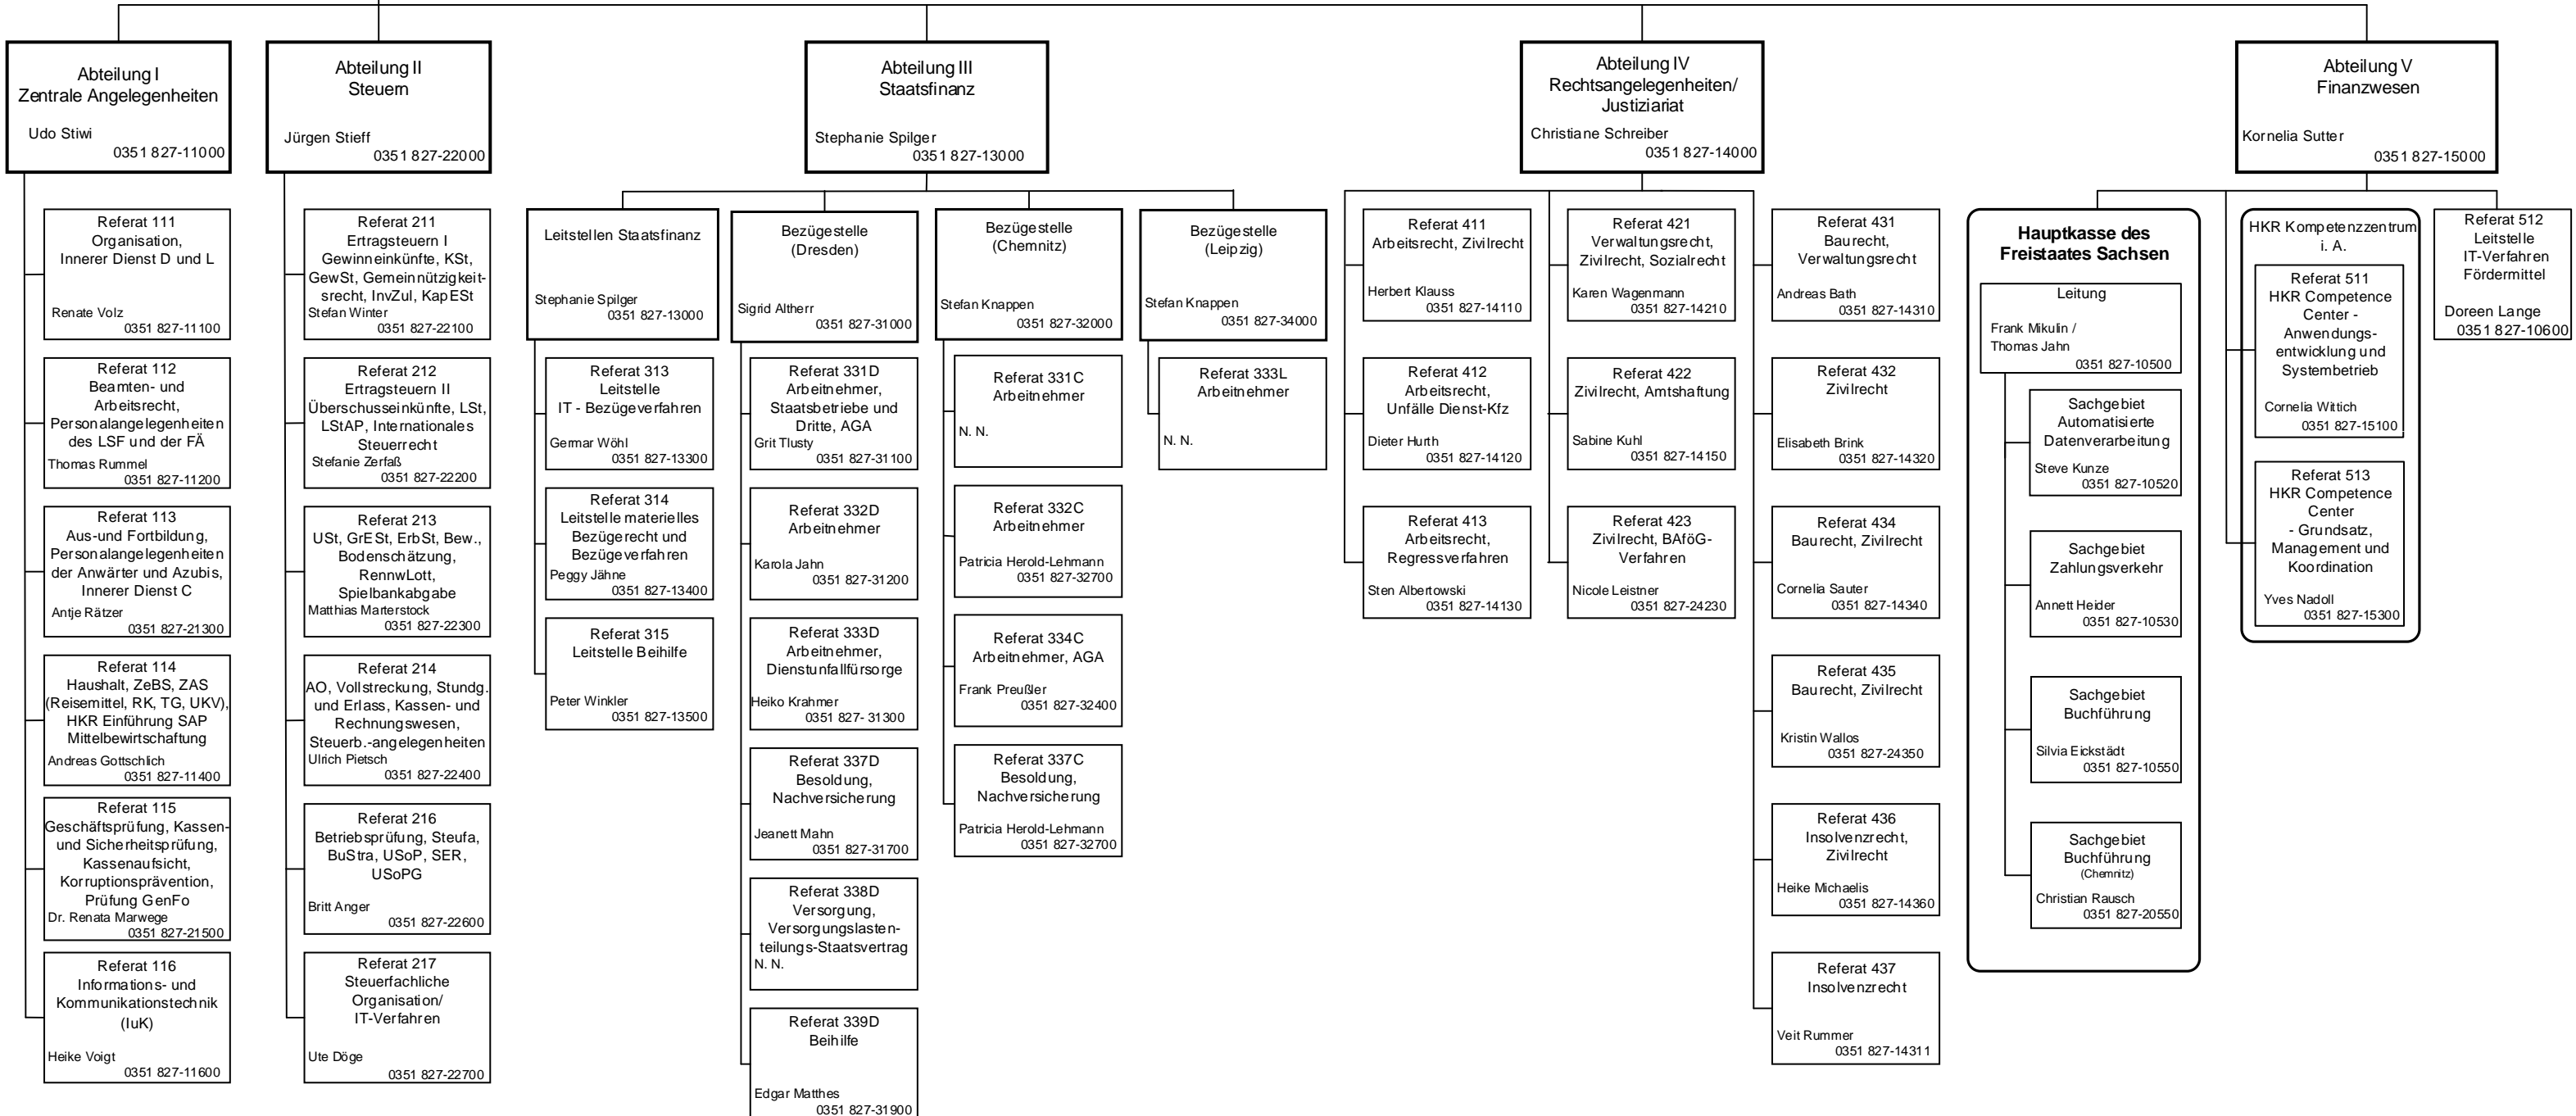 Abteilung I
Zentrale Angelegenheiten
Udo Stiwi
0351 827-11000
Referat 111
Organisation,
Innerer Dienst D und L
Renate Volz
0351 827-11100
Referat 112
Beamten- und
Arbeitsrecht,
Personalangelegenheiten
des LSF und der FÄ
Thomas Rummel
0351 827-11200
Referat 113
Aus-und Fortbildung,
Personalangelegenheiten
der Anwärter und Azubis,
Innerer Dienst C
Antje Rätzer
0351 827-21300
Referat 114
Haushalt, ZeBS, ZAS
(Reisemittel, RK, TG, UKV),
HKR Einführung SAP
Mittelbewirtschaftung
Andreas Gottschlich
0351 827-11400
Referat 115
Geschäftsprüfung, Kassen-
und Sicherheitsprüfung,
Kassenaufsicht,
Korruptionsprävention,
Prüfung GenFo
Dr. Renata Marwege
0351 827-21500
Referat 116
Informations- und
Kommunikationstechnik
(IuK)
Heike Voigt
0351 827-11600
Abteilung II
Steuern
Jürgen Stieff
0351 827-22000
Referat 211
Ertragsteuern I
Gewinneinkünfte, KSt,
GewSt, Gemeinnützigkeit-
srecht, InvZul, KapESt
Stefan Winter
0351 827-22100
Referat 212
Ertragsteuern II
Überschusseinkünfte, LSt,
LStAP, Internationales
Steuerrecht
Stefanie Zerfaß
0351 827-22200
Referat 213
USt, GrESt, ErbSt, Bew.,
Bodenschätzung,
RennwLott,
Spielbankabgabe
Matthias Marterstock
0351 827-22300
Referat 214
AO, Vollstreckung, Stundg.
und Erlass, Kassen- und
Rechnungswesen,
Steuerb.-angelegenheiten
Ulrich Pietsch
0351 827-22400
Referat 216
Betriebsprüfung, Steufa,
BuStra, USoP, SER,
USoPG
Britt Anger
0351 827-22600
Referat 217
Steuerfachliche
Organisation/
IT-Verfahren
Ute Döge
0351 827-22700
Abteilung III
Staatsfinanz
Stephanie Spilger
0351 827-13000
Leitstellen Staatsfinanz
Stephanie Spilger
0351 827-13000
Referat 313
Leitstelle
IT - Bezügeverfahren
Germar Wöhl
0351 827-13300
Referat 314
Leitstelle materielles
Bezügerecht und
Bezügeverfahren
Peggy Jähne
0351 827-13400
Referat 315
Leitstelle Beihilfe
Peter Winkler
0351 827-13500
Bezügestelle
(Dresden)
Sigrid Altherr
0351 827-31000
Referat 331D
Arbeitnehmer,
Staatsbetriebe und
Dritte, AGA
Grit Tlusty
0351 827-31100
Referat 332D
Arbeitnehmer
Karola Jahn
0351 827-31200
Referat 333D
Arbeitnehmer,
Dienstunfallfürsorge
Heiko Krahmer
0351 827- 31300
Referat 337D
Besoldung,
Nachversicherung
Jeanett Mahn
0351 827-31700
Referat 338D
Versorgung,
Versorgungslasten-
teilungs-Staatsvertrag
N. N.
Referat 339D
Beihilfe
Edgar Matthes
0351 827-31900
Bezügestelle
(Chemnitz)
Stefan Knappen
0351 827-32000
Referat 331C
Arbeitnehmer
N. N.
Referat 332C
Arbeitnehmer
Patricia Herold-Lehmann
0351 827-32700
Referat 334C
Arbeitnehmer, AGA
Frank Preußler
0351 827-32400
Referat 337C
Besoldung,
Nachversicherung
Patricia Herold-Lehmann
0351 827-32700
Bezügestelle
(Leipzig)
Stefan Knappen
0351 827-34000
Referat 333L
Arbeitnehmer
N. N.
Abteilung IV
Rechtsangelegenheiten/
Justiziariat
Christiane Schreiber
0351 827-14000
Referat 411
Arbeitsrecht, Zivilrecht
Herbert Klauss
0351 827-14110
Referat 412
Arbeitsrecht,
Unfälle Dienst-Kfz
Dieter Hurth
0351 827-14120
Referat 413
Arbeitsrecht,
Regressverfahren
Sten Albertowski
0351 827-14130
Referat 421
Verwaltungsrecht,
Zivilrecht, Sozialrecht
Karen Wagenmann
0351 827-14210
Referat 422
Zivilrecht, Amtshaftung
Sabine Kuhl
0351 827-14150
Referat 423
Zivilrecht, BAföG-
Verfahren
Nicole Leistner
0351 827-24230
Referat 431
Baurecht,
Verwaltungsrecht
Andreas Bath
0351 827-14310
Referat 432
Zivilrecht
Elisabeth Brink
0351 827-14320
Referat 434
Baurecht, Zivilrecht
Cornelia Sauter
0351 827-14340
Referat 435
Baurecht, Zivilrecht
Kristin Wallos
0351 827-24350
Referat 436
Insolvenzrecht,
Zivilrecht
Heike Michaelis
0351 827-14360
Referat 437
Insolvenzrecht
Veit Rummer
0351 827-14311
Abteilung V
Finanzwesen
Kornelia Sutter
0351 827-15000
Hauptkasse des
Freistaates Sachsen
Leitung
Frank Mikulin /
Thomas Jahn
0351 827-10500
Sachgebiet
Automatisierte
Datenverarbeitung
Steve Kunze
0351 827-10520
Sachgebiet
Zahlungsverkehr
Annett Heider
0351 827-10530
Sachgebiet
Buchführung
Silvia Eickstädt
0351 827-10550
Sachgebiet
Buchführung
(Chemnitz)
Christian Rausch
0351 827-20550
HKR Kompetenzzentrum
i. A.
Referat 511
HKR Competence
Center -
Anwendungs-
entwicklung und
Systembetrieb
Cornelia Wittich
0351 827-15100
Referat 513
HKR Competence
Center
- Grundsatz,
Management und
Koordination
Yves Nadoll
0351 827-15300
Referat 512
Leitstelle
IT-Verfahren
Fördermittel
Doreen Lange
0351 827-10600